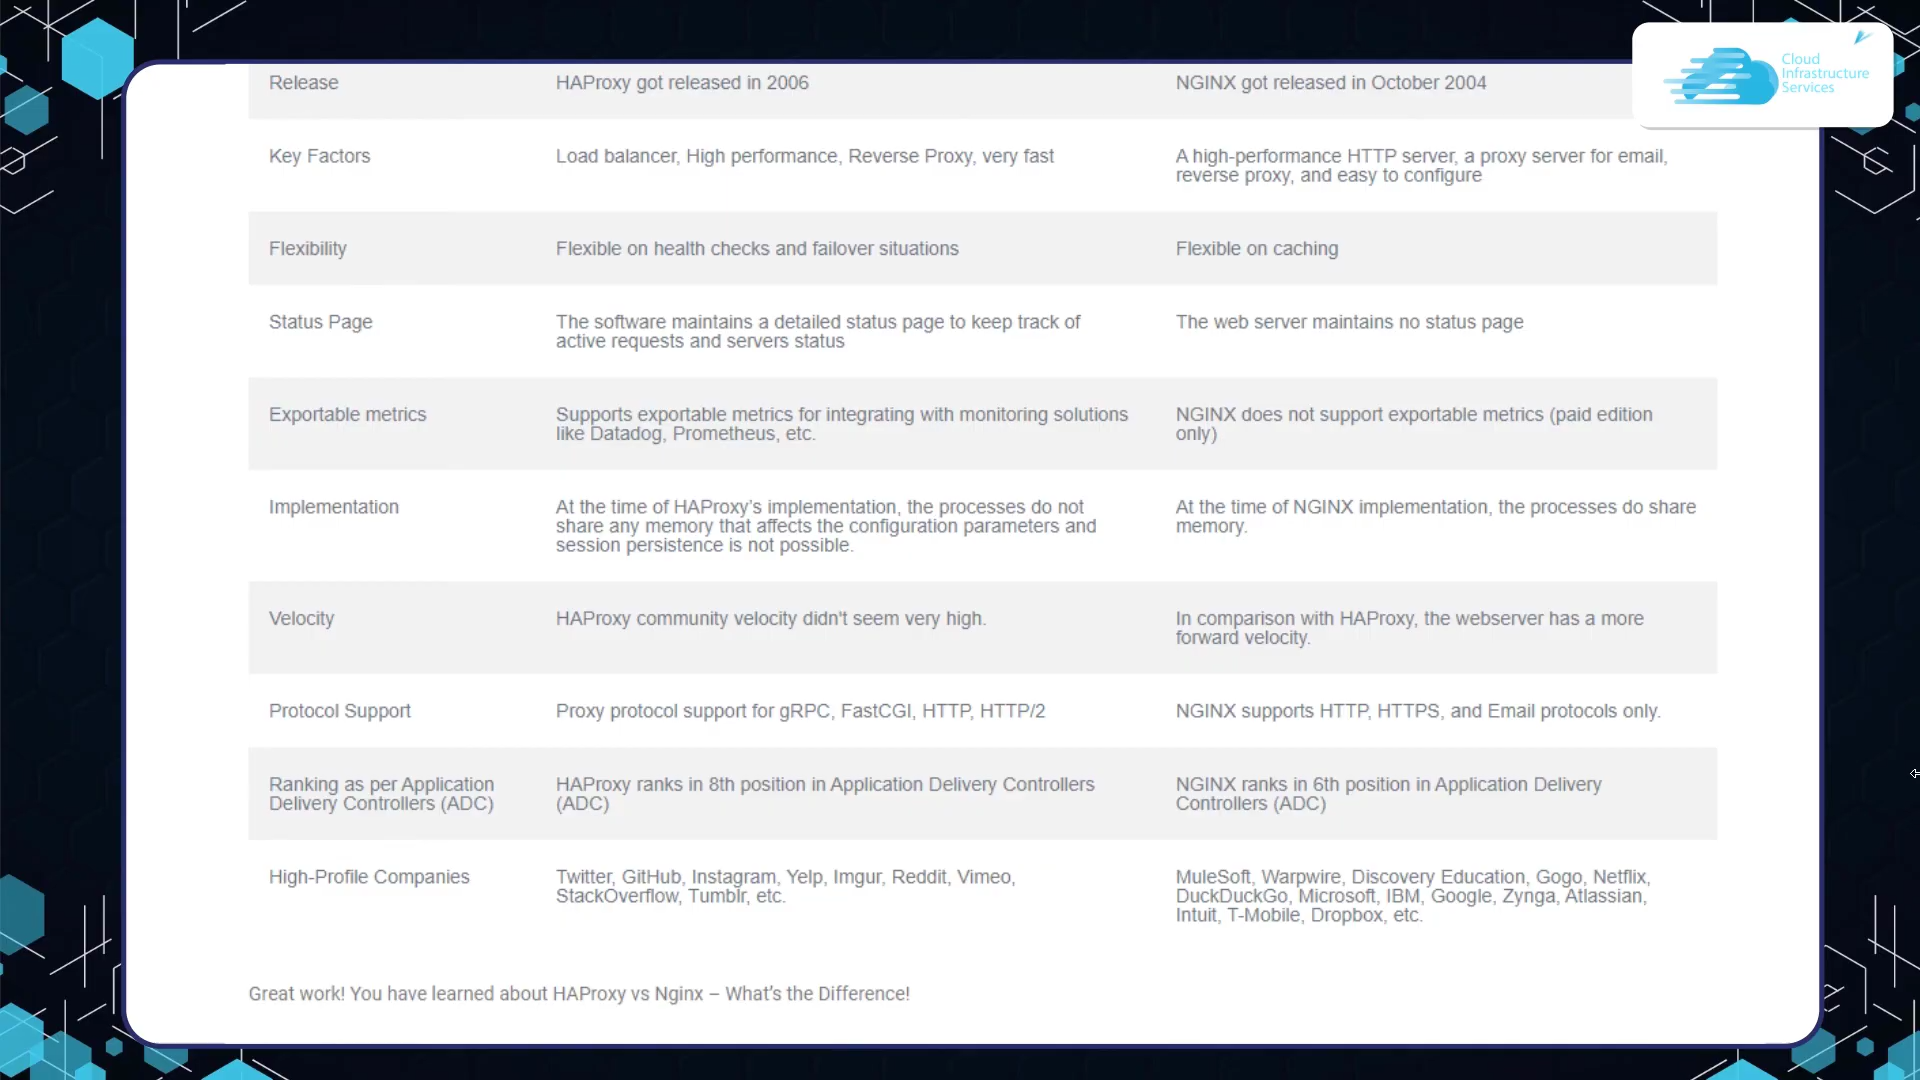 Cloud
Infrastructure
Services
Release HAProxy got released in 2006 NGINX got released in October 2004
Key Factors Load balancer, High performance, Reverse Proxy, very fast A high-performance HTTP server, a proxy server for email,
reverse proxy, and easy to configure
Flexibility Flexible on health checks and failover situations Flexible on caching
Status Page The software maintains a detailed status page to keep track of The web server maintains no status page
active requests and servers status
Exportable metrics Supports exportable metrics for integrating with monitoring solutions NGINX does not support exportable metrics (paid edition
like Datadog, Prometheus, etc. only)
Implementation At the time of HAProxy’s implementation, the processes do not At the time of NGINX implementation, the processes do share
share any memory that affects the configuration parameters and memory.
session persistence is not possible.
Velocity HAProxy community velocity didn't seem very high. In comparison with HAProxy, the webserver has a more
forward velocity.
Protocol Support Proxy protocol support for gRPC, FastCGI, HTTP, HTTP/2 NGINX supports HTTP, HTTPS, and Email protocols only.
Ranking as per Application HAProxy ranks in 8th position in Application Delivery Controllers NGINX ranks in 6th position in Application Delivery
Delivery Controllers (ADC) (ADC) Controllers (ADC)
High-Profile Companies Twitter, GitHub, Instagram, Yelp, Imgur, Reddit, Vimeo, MuleSoft, Warpwire, Discovery Education, Gogo, Netflix,
StackOverflow, Tumblr, etc. DuckDuckGo, Microsoft, IBM, Google, Zynga, Atlassian,
Intuit, T-Mobile, Dropbox, etc.
Great work! You have learned about HAProxy vs Nginx – What’s the Difference!